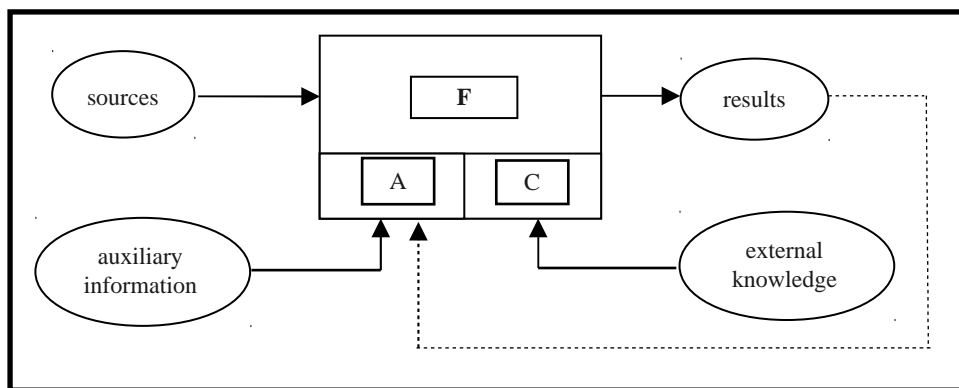 sources
F
results
A
C
auxiliary
information
external
knowledge